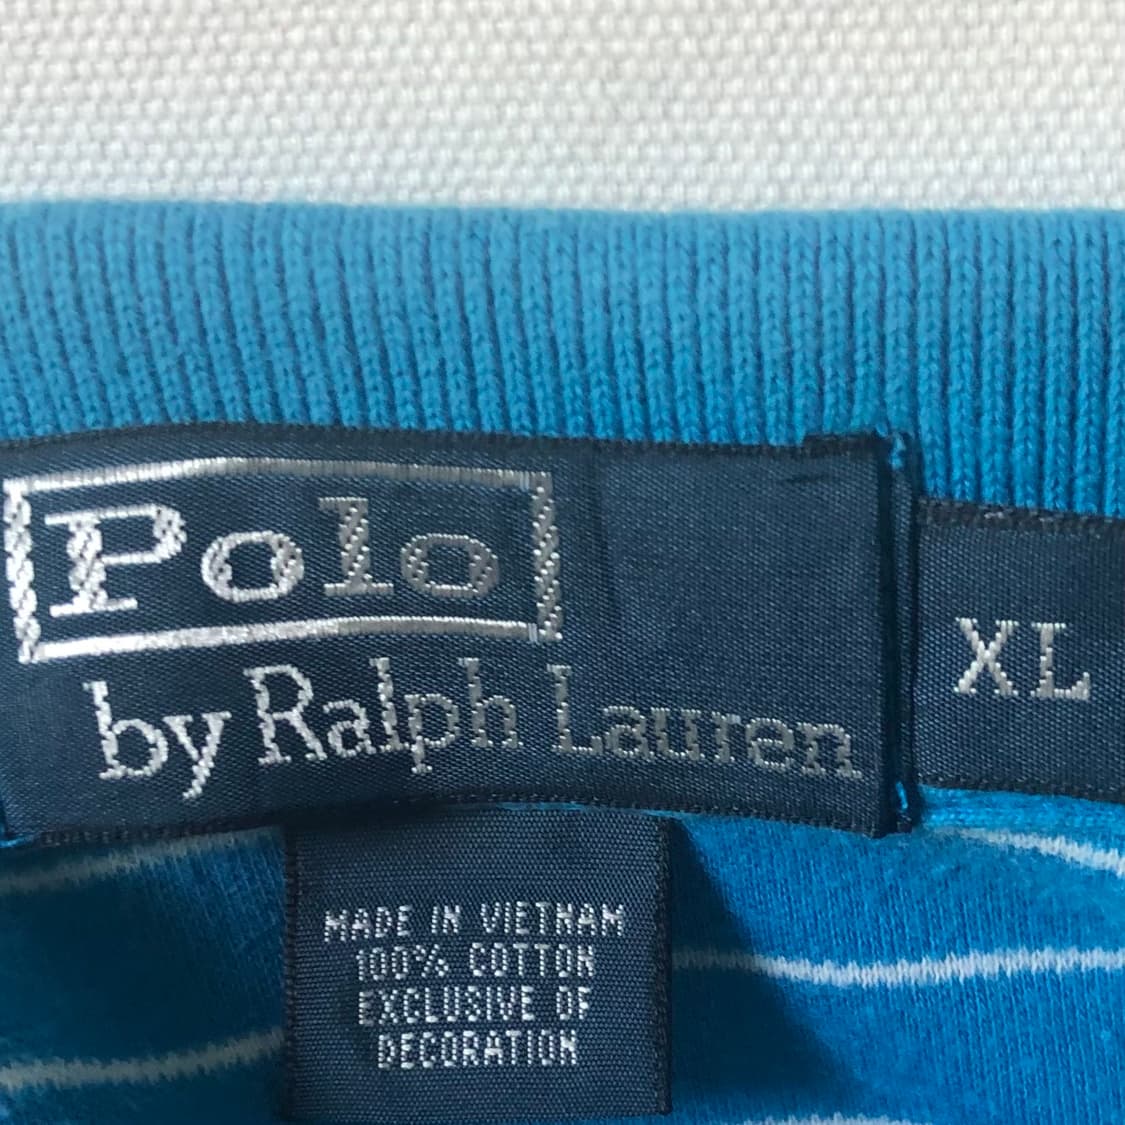 Polo
by Ralph Lauren
XL
MADE IN VIETNAM
100% COTTON
EXCLUSIVE OF
DECORATION